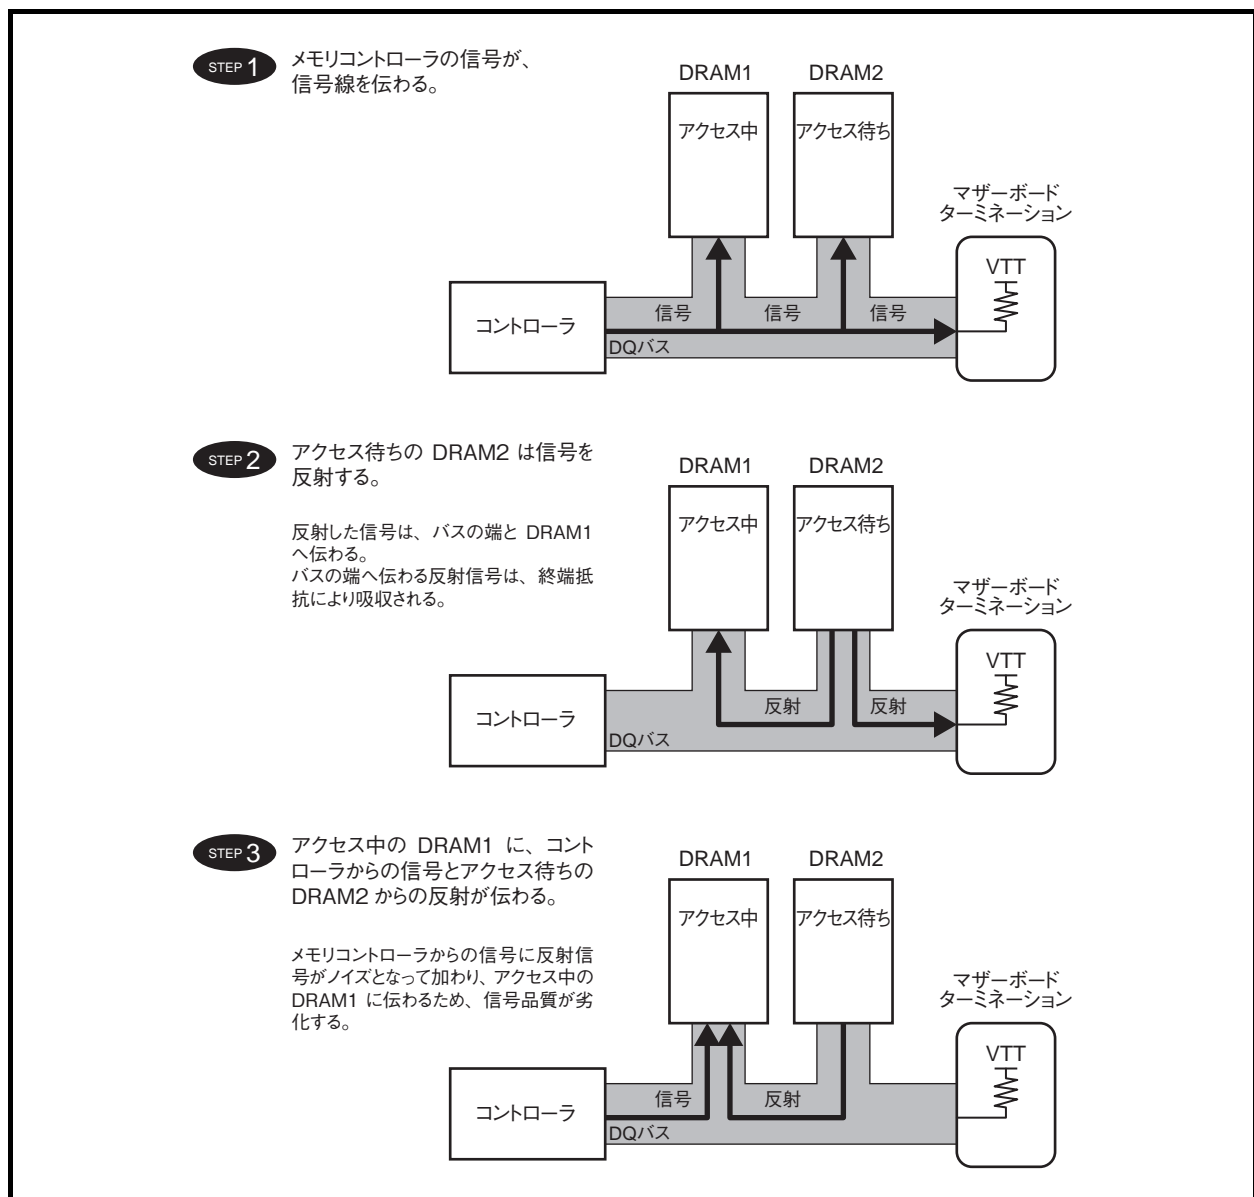 STEP 1
メモリコントローラの信号が、
信号線を伝わる。
DRAM1
DRAM2
アクセス中
アクセス待ち
マザーボード
ターミネーション
VTT
コントローラ
信号
信号
信号
DQバス
STEP 2
アクセス待ちの DRAM2 は信号を
反射する。
反射した信号は、バスの端と DRAM1
へ伝わる。
バスの端へ伝わる反射信号は、終端抵
抗により吸収される。
DRAM1
DRAM2
アクセス中
アクセス待ち
マザーボード
ターミネーション
VTT
コントローラ
反射
反射
DQバス
STEP 3
アクセス中の DRAM1 に、コント
ローラからの信号とアクセス待ちの
DRAM2 からの反射が伝わる。
メモリコントローラからの信号に反射信
号がノイズとなって加わり、アクセス中の
DRAM1 に伝わるため、信号品質が劣
化する。
DRAM1
DRAM2
アクセス中
アクセス待ち
マザーボード
ターミネーション
VTT
コントローラ
信号
反射
DQバス